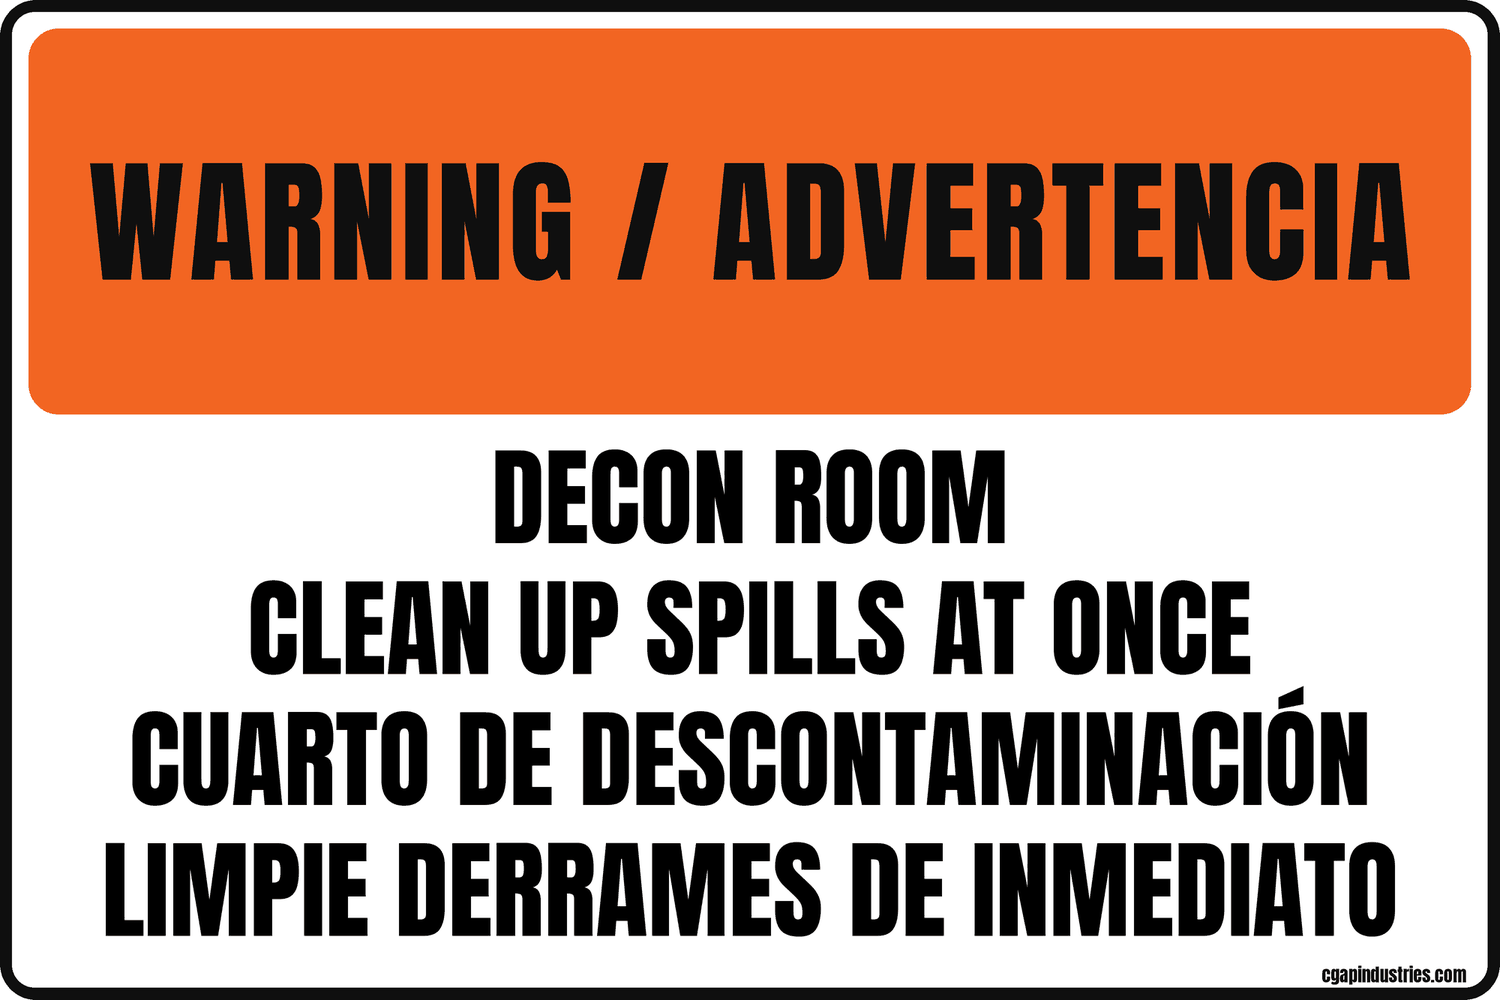 WARNING / ADVERTENCIA
DECON ROOM
CLEAN UP SPILLS AT ONCE
CUARTO DE DESCONTAMINACIÓN
LIMPIE DERRAMES DE INMEDIATO
cgapindustries.com